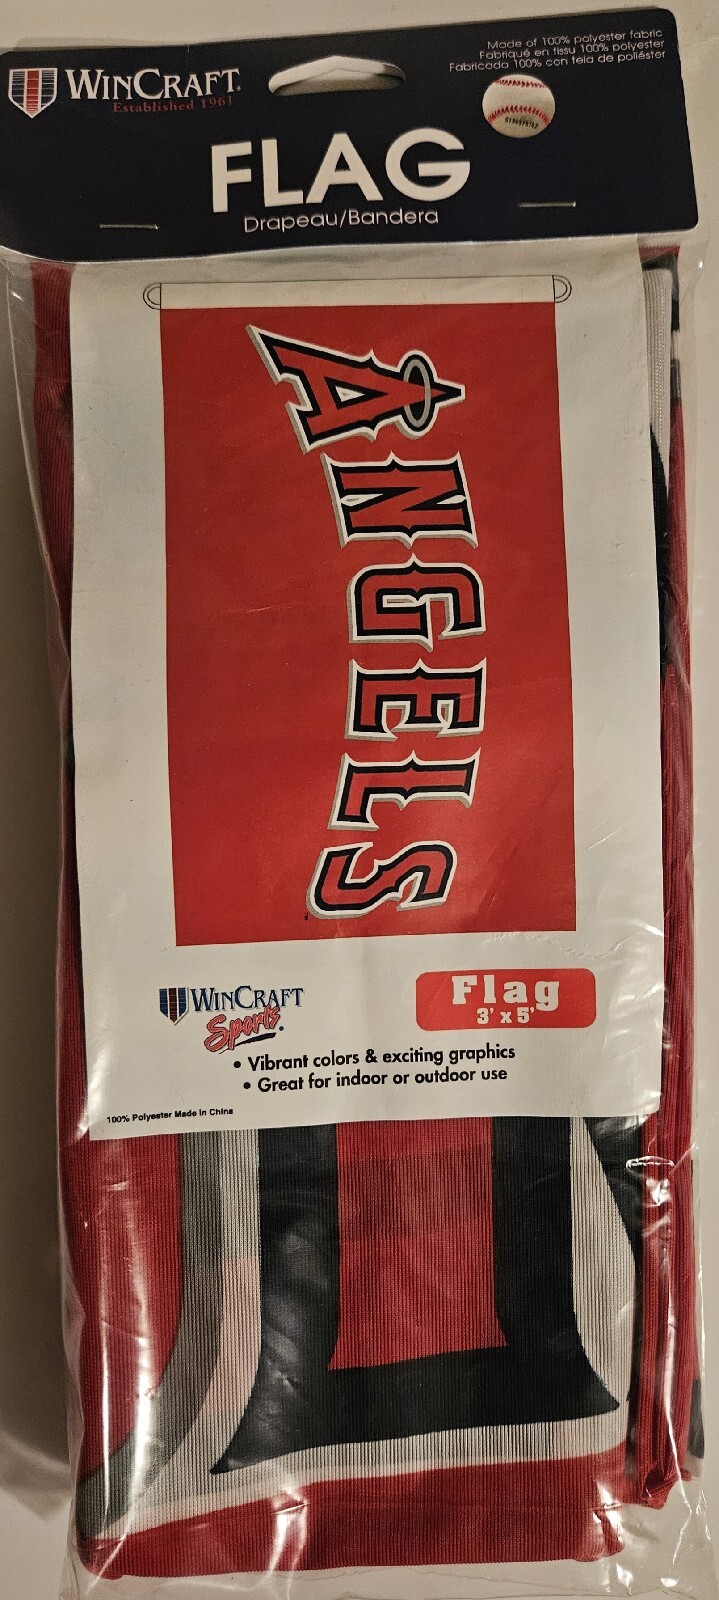 WINCRAFT.
Established 1961
Made of 100% polyester fabric
Fabriqué en tissu 100% polyester
Fabricado 100% con tela de poliéster
FLAG
Drapeau/Bandera
ANGELS
WINCRAFT
Sports
Flag
3' x 5'
• Vibrant colors & exciting graphics
• Great for indoor or outdoor use
100% Polyester Made in China